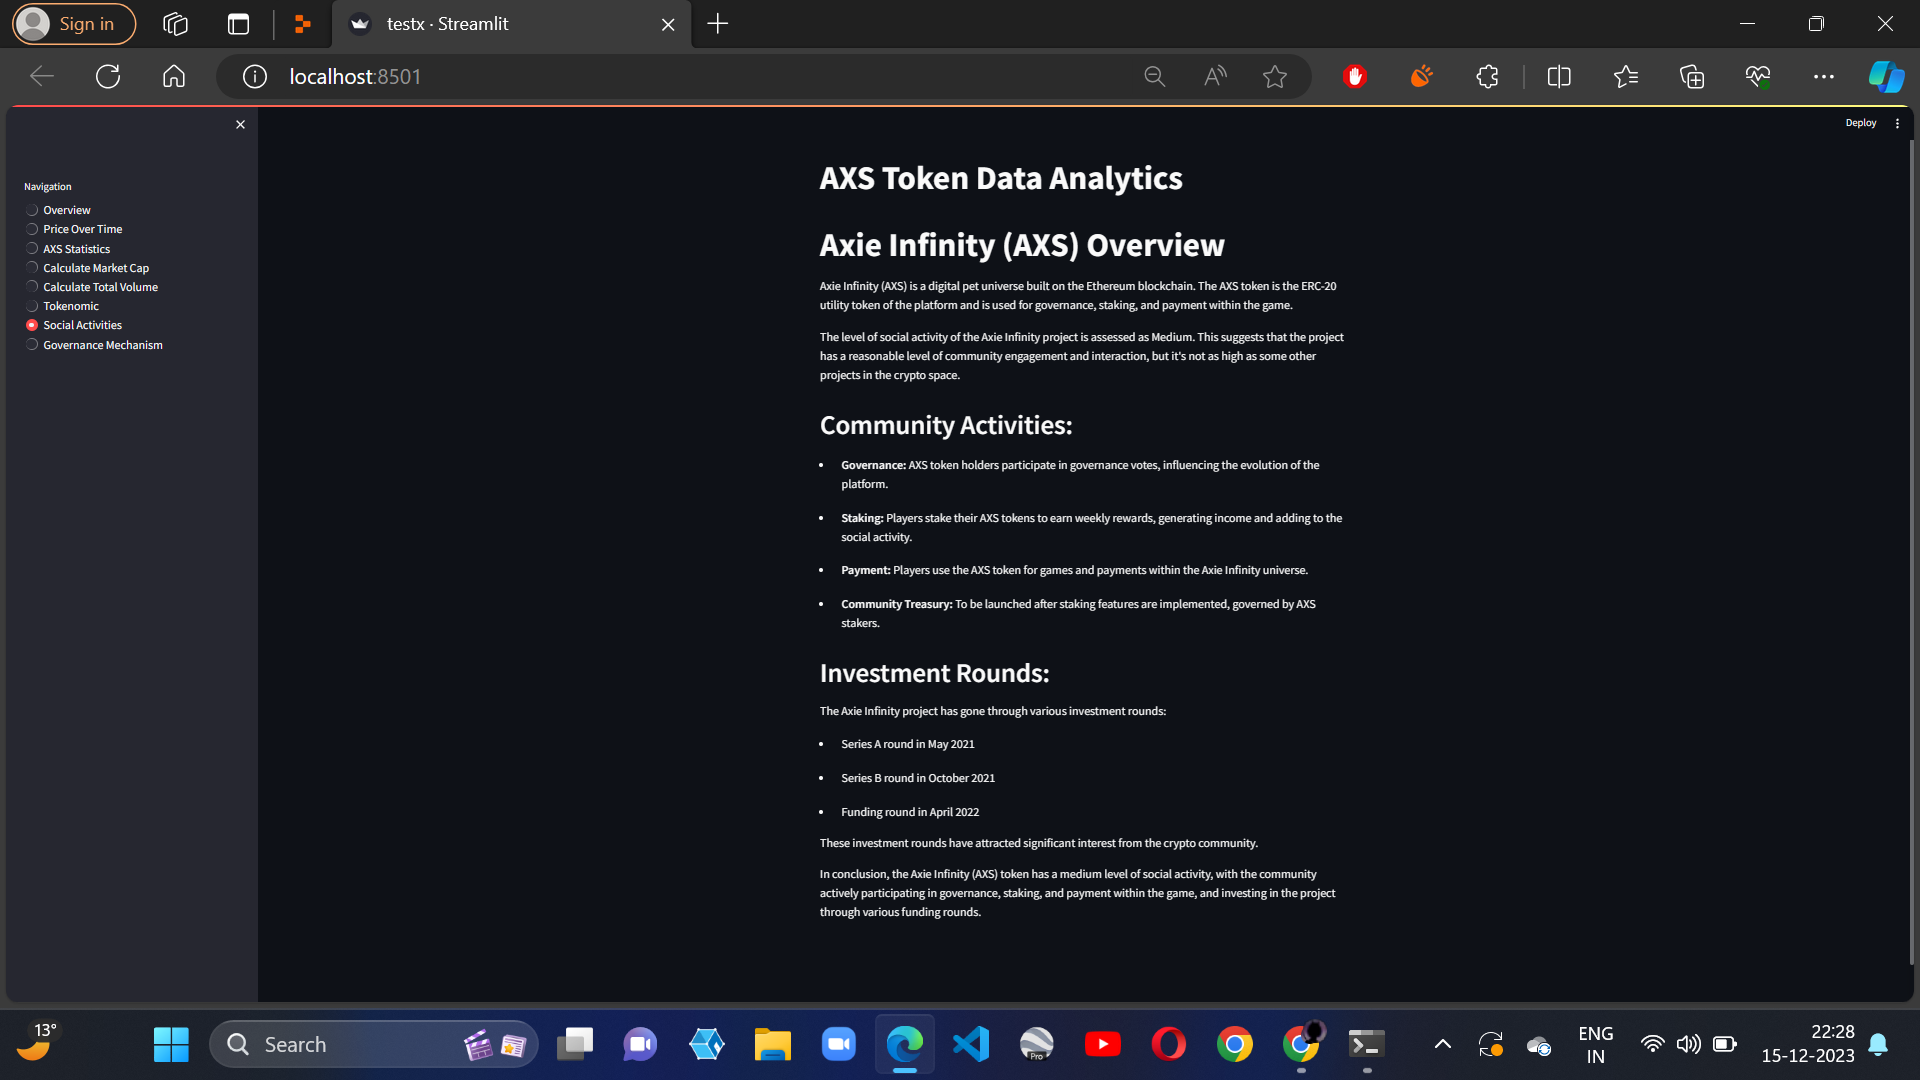 Sign in
testx · Streamlit
localhost:8501
Deploy
Navigation
Overview
Price Over Time
AXS Statistics
Calculate Market Cap
Calculate Total Volume
Tokenomic
Social Activities
Governance Mechanism
AXS Token Data Analytics
Axie Infinity (AXS) Overview
Axie Infinity (AXS) is a digital pet universe built on the Ethereum blockchain. The AXS token is the ERC-20
utility token of the platform and is used for governance, staking, and payment within the game.
The level of social activity of the Axie Infinity project is assessed as Medium. This suggests that the project
has a reasonable level of community engagement and interaction, but it's not as high as some other
projects in the crypto space.
Community Activities:
• Governance: AXS token holders participate in governance votes, influencing the evolution of the
platform.
• Staking: Players stake their AXS tokens to earn weekly rewards, generating income and adding to the
social activity.
• Payment: Players use the AXS token for games and payments within the Axie Infinity universe.
• Community Treasury: To be launched after staking features are implemented, governed by AXS
stakers.
Investment Rounds:
The Axie Infinity project has gone through various investment rounds:
• Series A round in May 2021
• Series B round in October 2021
• Funding round in April 2022
These investment rounds have attracted significant interest from the crypto community.
In conclusion, the Axie Infinity (AXS) token has a medium level of social activity, with the community
actively participating in governance, staking, and payment within the game, and investing in the project
through various funding rounds.
13°
Search
Pro
ENG
IN
22:28
15-12-2023